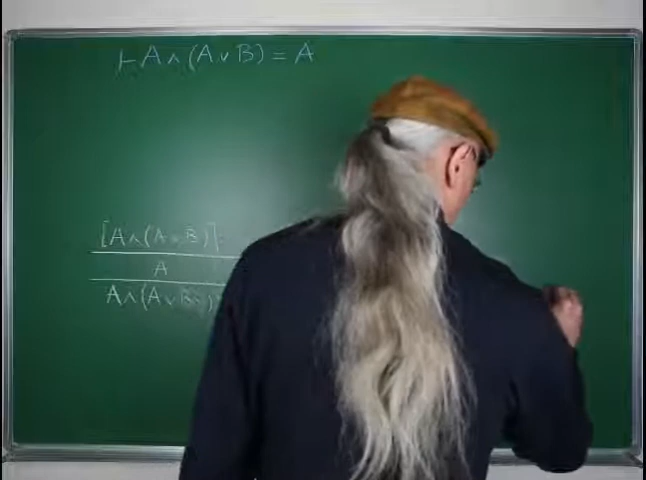 ⊢ A ∧ (A ∨ B) = A
[A ∧ (A ∨ B)]
A
A ∧ (A ∨ B)